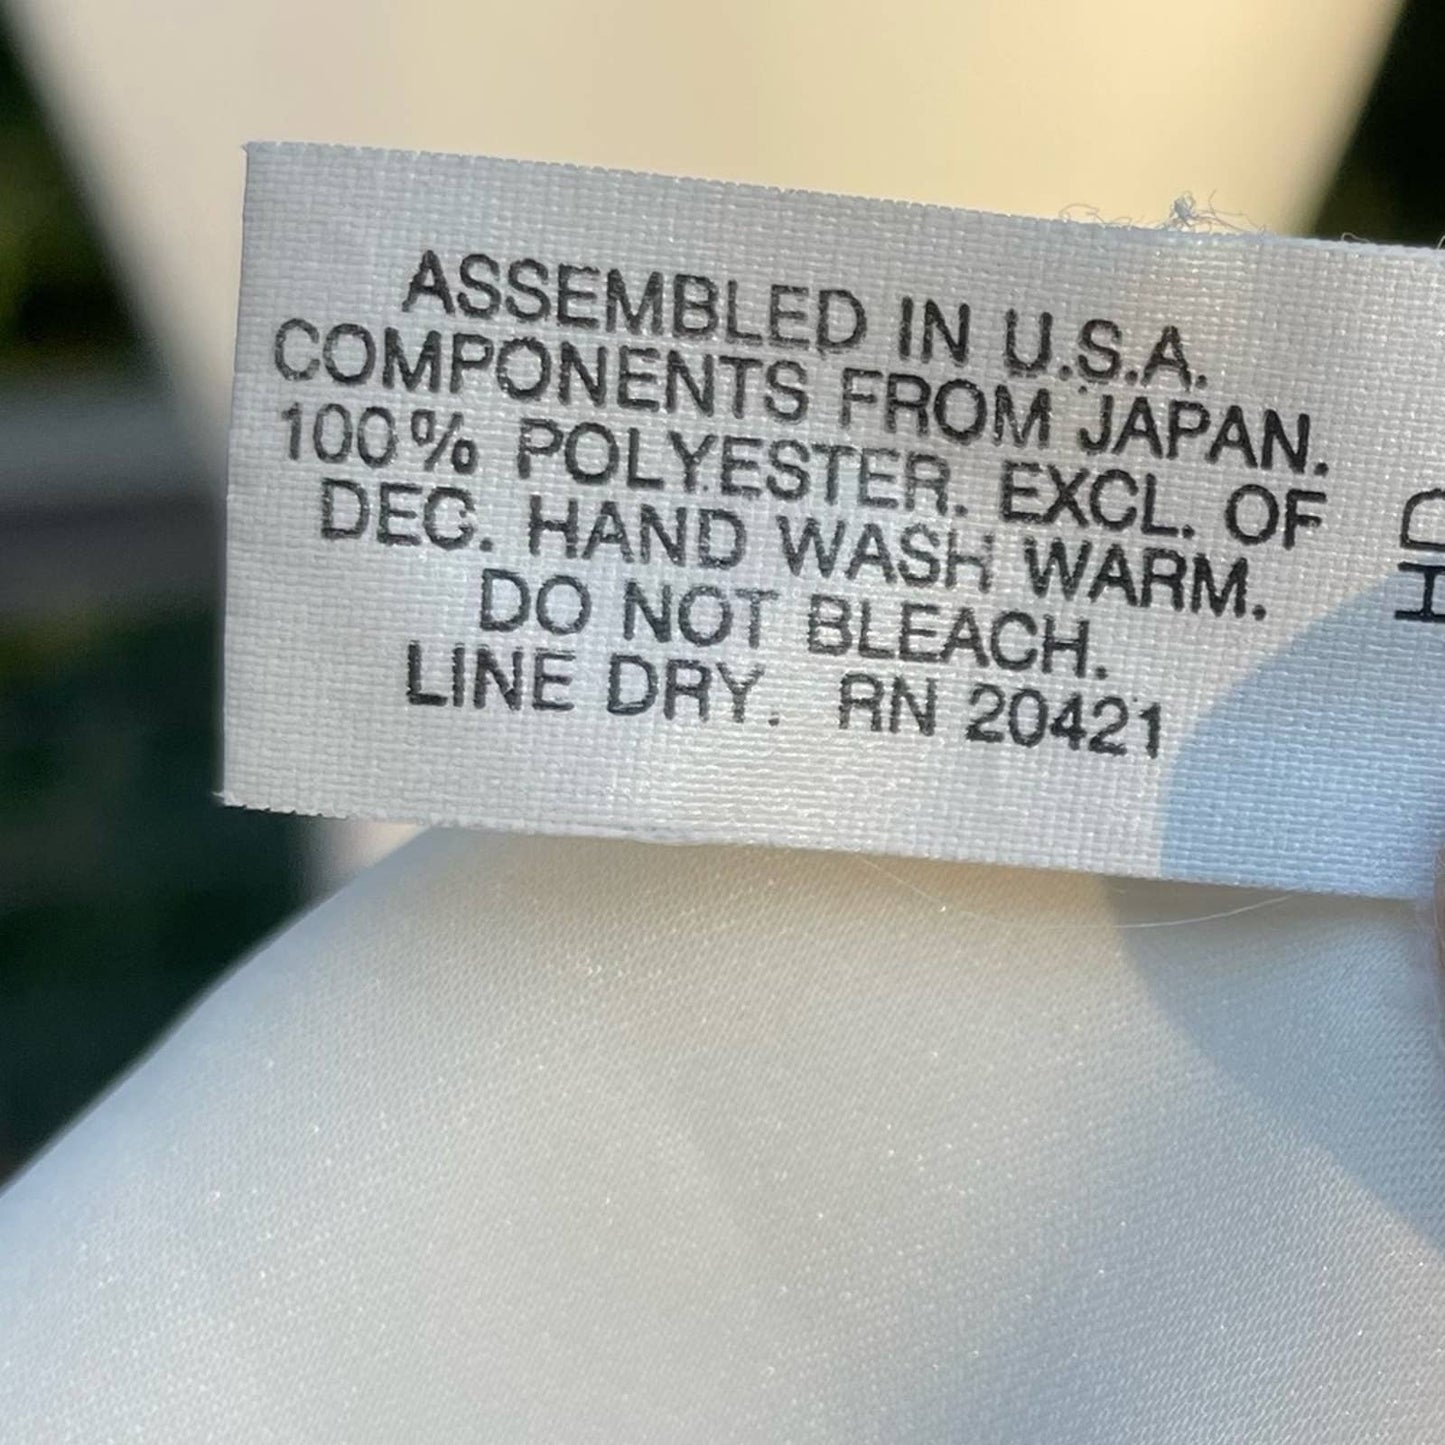 ASSEMBLED IN U.S.A.
COMPONENTS FROM JAPAN.
100% POLYESTER. EXCL. OF
DEC. HAND WASH WARM.
DO NOT BLEACH.
LINE DRY. RN 20421